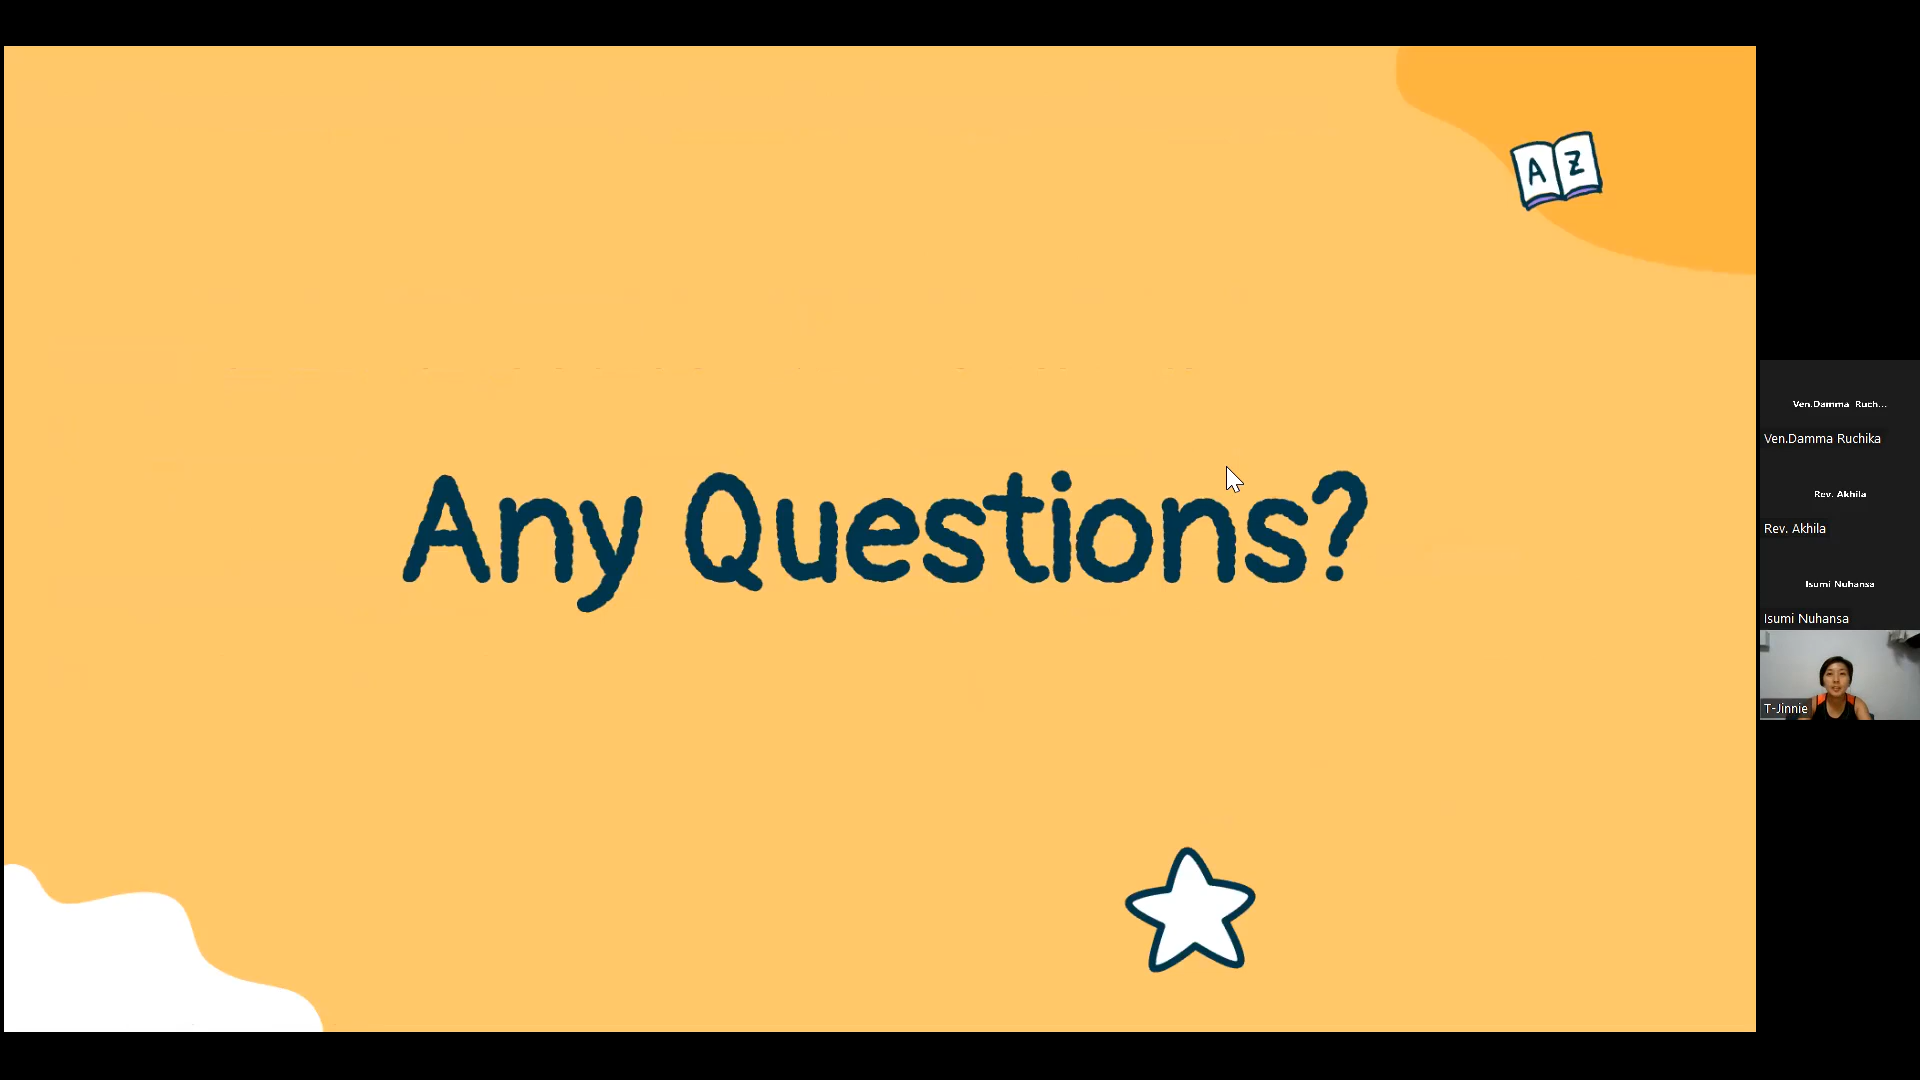 A Z
Any Questions?
Ven.Damma Ruch...
Ven.Damma Ruchika
Rev. Akhila
Rev. Akhila
Isumi Nuhansa
Isumi Nuhansa
T-Jinnie